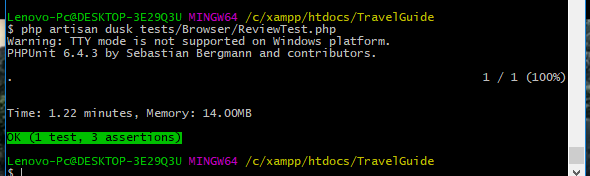 Lenovo-Pc@DESKTOP-3E29Q3U MINGW64 /c/xampp/htdocs/TravelGuide
$ php artisan dusk tests/Browser/ReviewTest.php
Warning: TTY mode is not supported on Windows platform.
PHPUnit 6.4.3 by Sebastian Bergmann and contributors.
. 1 / 1 (100%)
Time: 1.22 minutes, Memory: 14.00MB
OK (1 test, 3 assertions)
Lenovo-Pc@DESKTOP-3E29Q3U MINGW64 /c/xampp/htdocs/TravelGuide
$